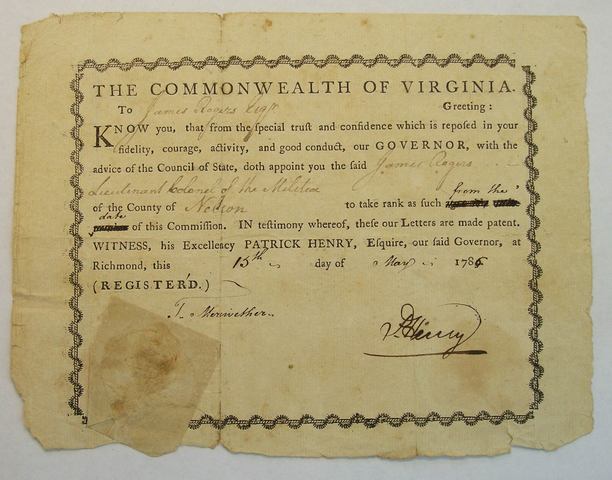 THE COMMONWEALTH OF VIRGINIA.
To James Rogers Esqr. Greeting:
KNOW you, that from the special trust and confidence which is reposed in your
fidelity, courage, activity, and good conduct, our GOVERNOR, with the
advice of the Council of State, doth appoint you the said James Rogers
Lieutenant Colonel of the Militia
of the County of Nelson to take rank as such from the
date of this Commission. IN testimony whereof, these our Letters are made patent.
WITNESS, his Excellency PATRICK HENRY, Esquire, our said Governor, at
Richmond, this 15th day of May 1786
(REGISTER'D.)
T. Meriwether
P. Henry